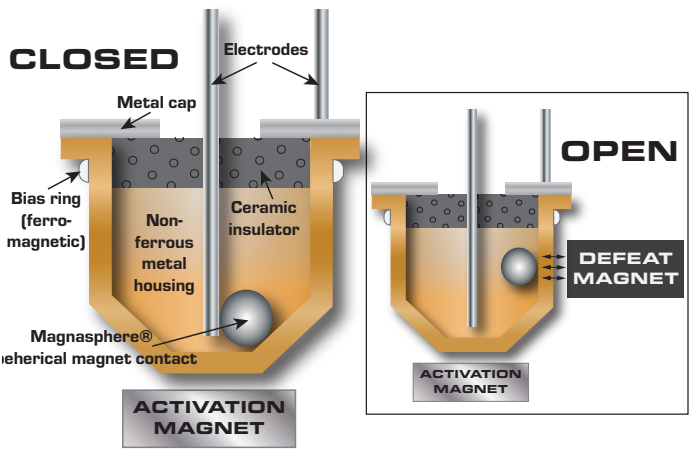 CLOSED
Electrodes
Metal cap
Bias ring
(ferro-
magnetic)
Non-
ferrous
metal
housing
Ceramic
insulator
Magnasphere®
magnet contact
ACTIVATION
MAGNET
OPEN
DEFEAT
MAGNET
ACTIVATION
MAGNET